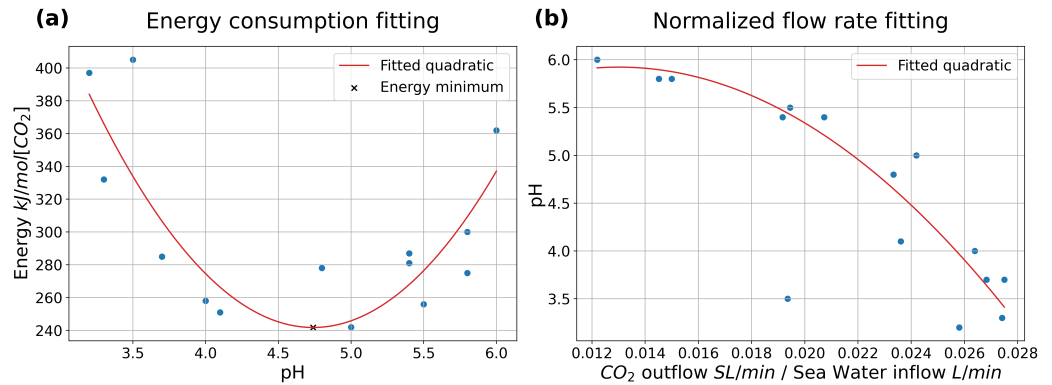 (a) Energy consumption fitting
Energy kJ/mol[CO₂]
400
380
360
340
320
300
280
260
240
3.5 4.0 4.5 5.0 5.5 6.0
pH
Fitted quadratic
Energy minimum
(b) Normalized flow rate fitting
pH
6.0
5.5
5.0
4.5
4.0
3.5
0.012 0.014 0.016 0.018 0.020 0.022 0.024 0.026 0.028
CO₂ outflow SL/min / Sea Water inflow L/min
Fitted quadratic